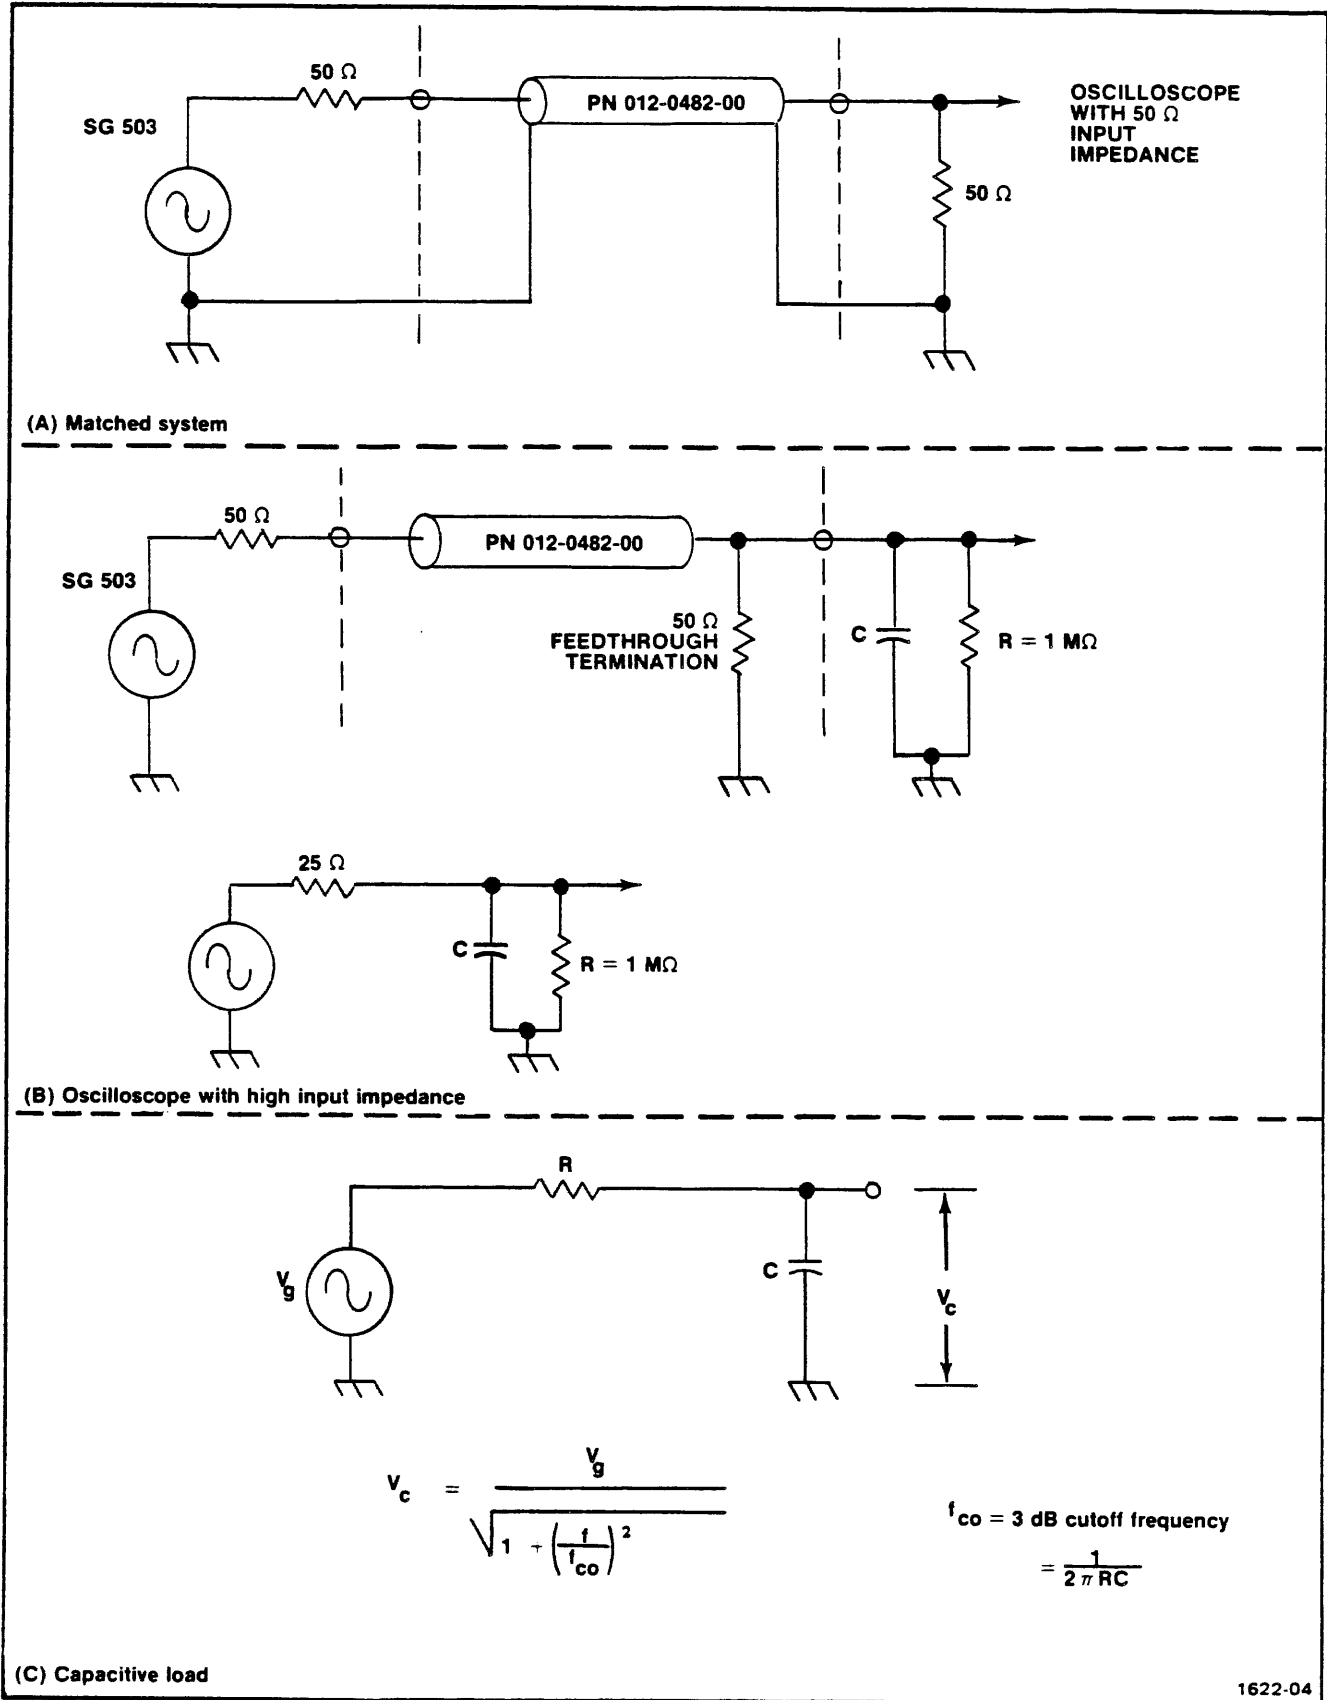 50 Ω
SG 503
PN 012-0482-00
OSCILLOSCOPE
WITH 50 Ω
INPUT
IMPEDANCE
50 Ω
(A) Matched system
50 Ω
SG 503
PN 012-0482-00
50 Ω
FEEDTHROUGH
TERMINATION
C
R = 1 MΩ
25 Ω
C
R = 1 MΩ
(B) Oscilloscope with high input impedance
R
Vg
C
Vc
Vc = Vg / √(1 + (f/fco)²)
fco = 3 dB cutoff frequency
= 1 / 2 π RC
(C) Capacitive load
1622-04